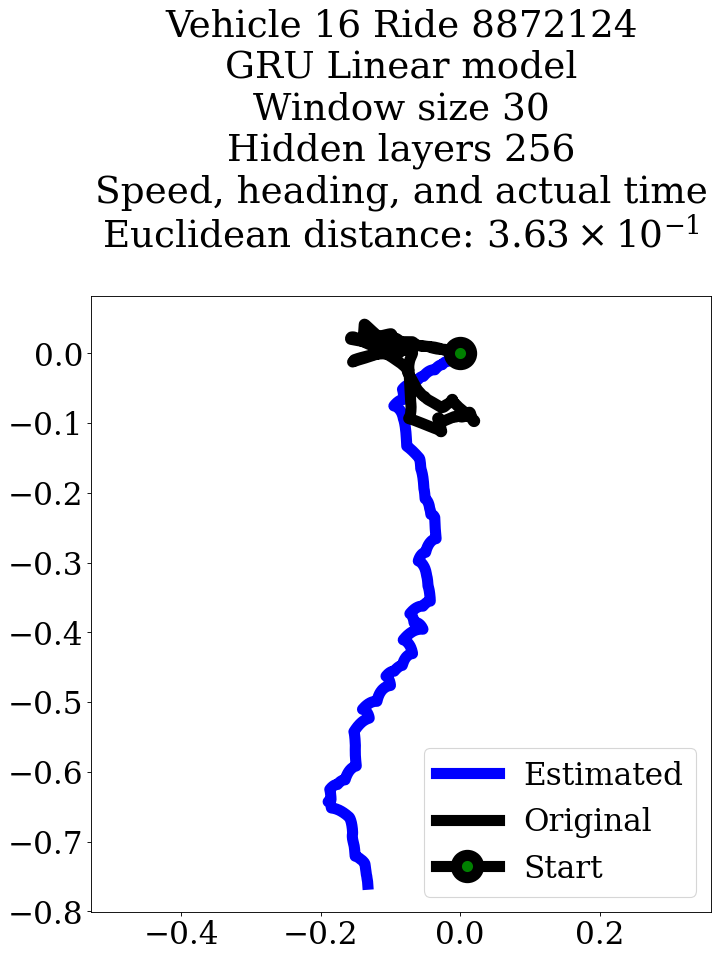 Vehicle 16 Ride 8872124
GRU Linear model
Window size 30
Hidden layers 256
Speed, heading, and actual time
Euclidean distance: 3.63 × 10⁻¹
0.0
−0.1
−0.2
−0.3
−0.4
−0.5
−0.6
−0.7
−0.8
Estimated
Original
Start
−0.4 −0.2 0.0 0.2